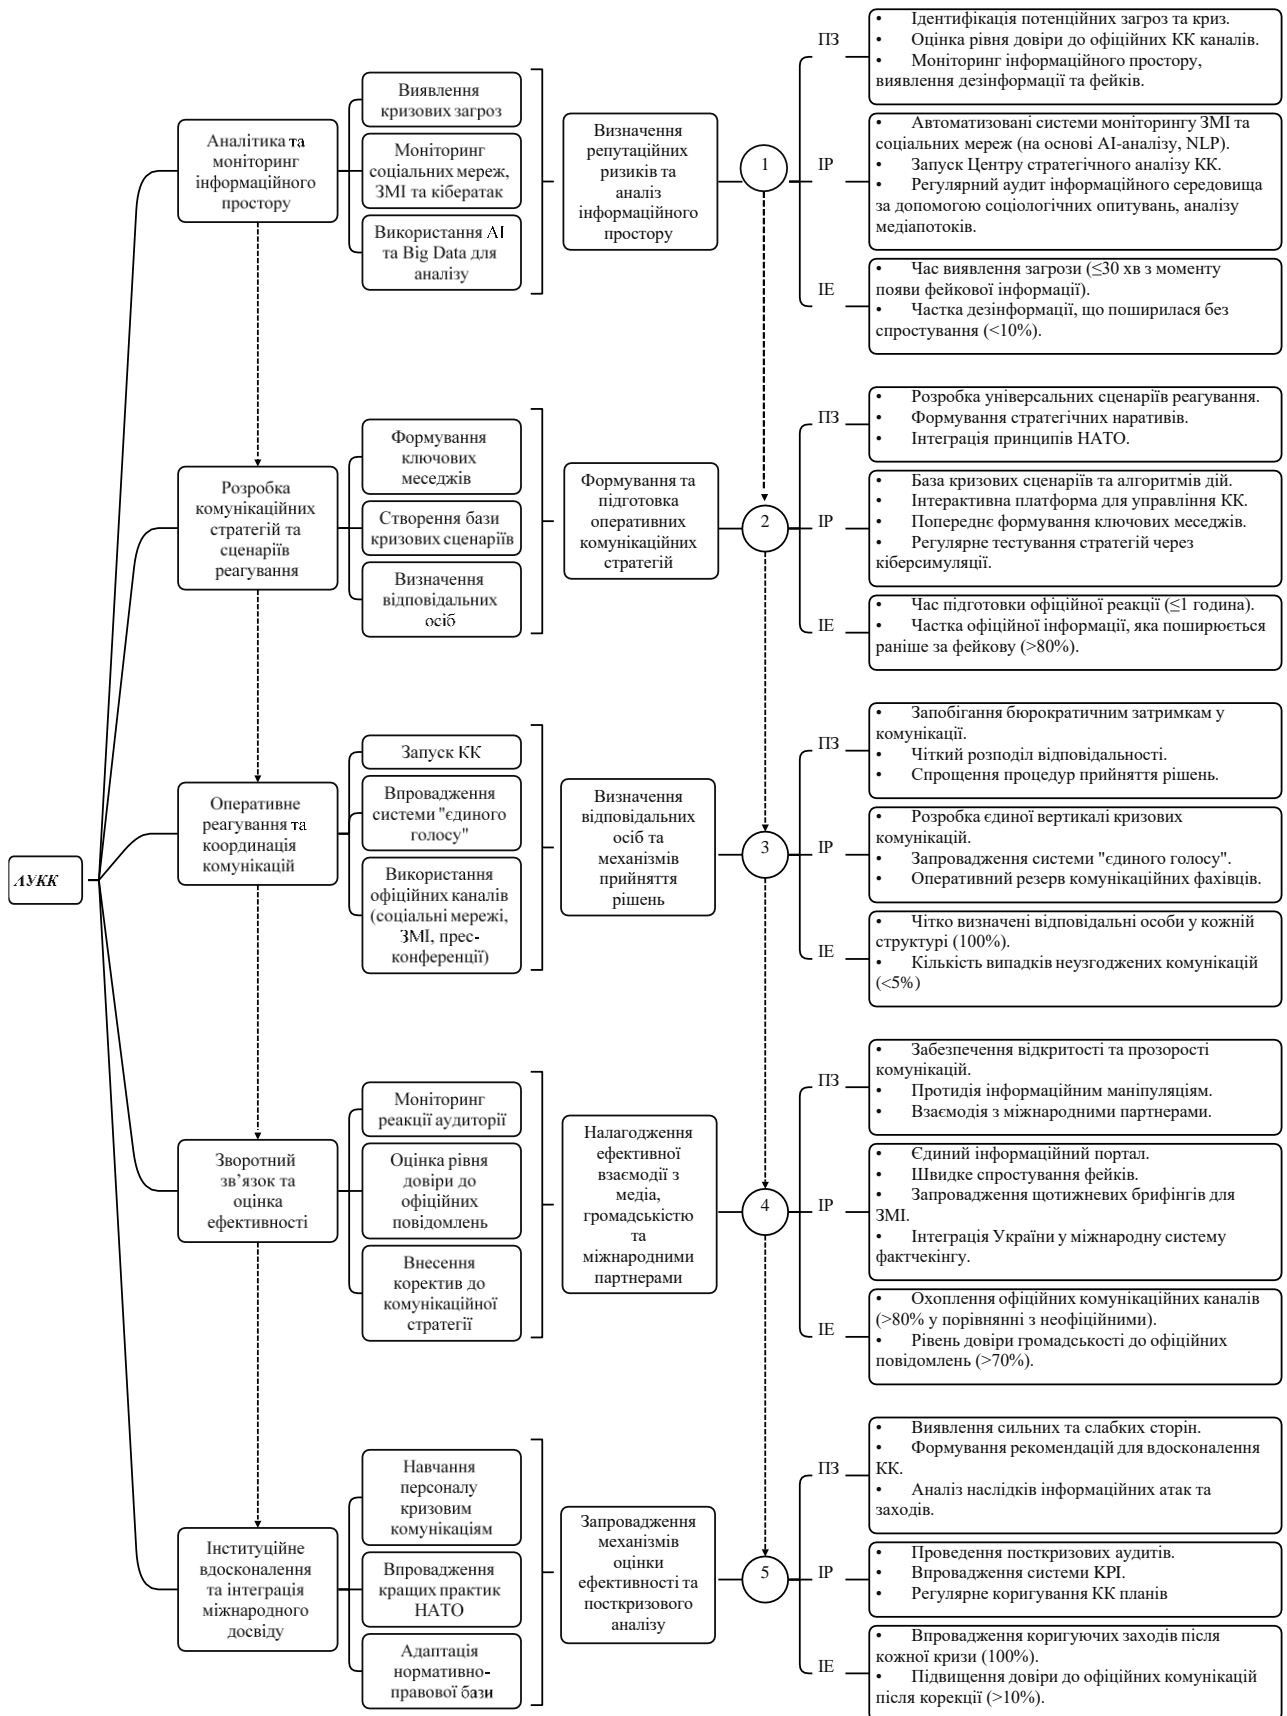 АУКК
Аналітика та
моніторинг
інформаційного
простору
Виявлення
кризових загроз
Моніторинг
соціальних мереж,
ЗМІ та кібератак
Використання AI
та Big Data для
аналізу
Визначення
репутаційних
ризиків та
аналіз
інформаційного
простору
1
ПЗ
• Ідентифікація потенційних загроз та криз.
• Оцінка рівня довіри до офіційних КК каналів.
• Моніторинг інформаційного простору,
виявлення дезінформації та фейків.
ІР
• Автоматизовані системи моніторингу ЗМІ та
соціальних мереж (на основі AI-аналізу, NLP).
• Запуск Центру стратегічного аналізу КК.
• Регулярний аудит інформаційного середовища
за допомогою соціологічних опитувань, аналізу
медіапотоків.
ІЕ
• Час виявлення загрози (≤30 хв з моменту
появи фейкової інформації).
• Частка дезінформації, що поширилася без
спростування (<10%).
Розробка
комунікаційних
стратегій та
сценаріїв
реагування
Формування
ключових
меседжів
Створення бази
кризових сценаріїв
Визначення
відповідальних
осіб
Формування та
підготовка
оперативних
комунікаційних
стратегій
2
ПЗ
• Розробка універсальних сценаріїв реагування.
• Формування стратегічних наративів.
• Інтеграція принципів НАТО.
ІР
• База кризових сценаріїв та алгоритмів дій.
• Інтерактивна платформа для управління КК.
• Попереднє формування ключових меседжів.
• Регулярне тестування стратегій через
кіберсимуляції.
ІЕ
• Час підготовки офіційної реакції (≤1 година).
• Частка офіційної інформації, яка поширюється
раніше за фейкову (>80%).
Оперативне
реагування та
координація
комунікацій
Запуск КК
Впровадження
системи "єдиного
голосу"
Використання
офіційних каналів
(соціальні мережі,
ЗМІ, прес-
конференції)
Визначення
відповідальних
осіб та
механізмів
прийняття
рішень
3
ПЗ
• Запобігання бюрократичним затримкам у
комунікації.
• Чіткий розподіл відповідальності.
• Спрощення процедур прийняття рішень.
ІР
• Розробка єдиної вертикалі кризових
комунікацій.
• Запровадження системи "єдиного голосу".
• Оперативний резерв комунікаційних фахівців.
ІЕ
• Чітко визначені відповідальні особи у кожній
структурі (100%).
• Кількість випадків неузгоджених комунікацій
(<5%)
Зворотний
зв’язок та
оцінка
ефективності
Моніторинг
реакції аудиторії
Оцінка рівня
довіри до
офіційних
повідомлень
Внесення
коректив до
комунікаційної
стратегії
Налагодження
ефективної
взаємодії з
медіа,
громадськістю
та
міжнародними
партнерами
4
ПЗ
• Забезпечення відкритості та прозорості
комунікацій.
• Протидія інформаційним маніпуляціям.
• Взаємодія з міжнародними партнерами.
ІР
• Єдиний інформаційний портал.
• Швидке спростування фейків.
• Запровадження щотижневих брифінгів для
ЗМІ.
• Інтеграція України у міжнародну систему
фактчекінгу.
ІЕ
• Охоплення офіційних комунікаційних каналів
(>80% у порівнянні з неофіційними).
• Рівень довіри громадськості до офіційних
повідомлень (>70%).
Інституційне
вдосконалення
та інтеграція
міжнародного
досвіду
Навчання
персоналу
кризовим
комунікаціям
Впровадження
кращих практик
НАТО
Адаптація
нормативно-
правової бази
Запровадження
механізмів
оцінки
ефективності та
посткризового
аналізу
5
ПЗ
• Виявлення сильних та слабких сторін.
• Формування рекомендацій для вдосконалення
КК.
• Аналіз наслідків інформаційних атак та
заходів.
ІР
• Проведення посткризових аудитів.
• Впровадження системи KPI.
• Регулярне коригування КК планів
ІЕ
• Впровадження коригуючих заходів після
кожної кризи (100%).
• Підвищення довіри до офіційних комунікацій
після корекції (>10%).